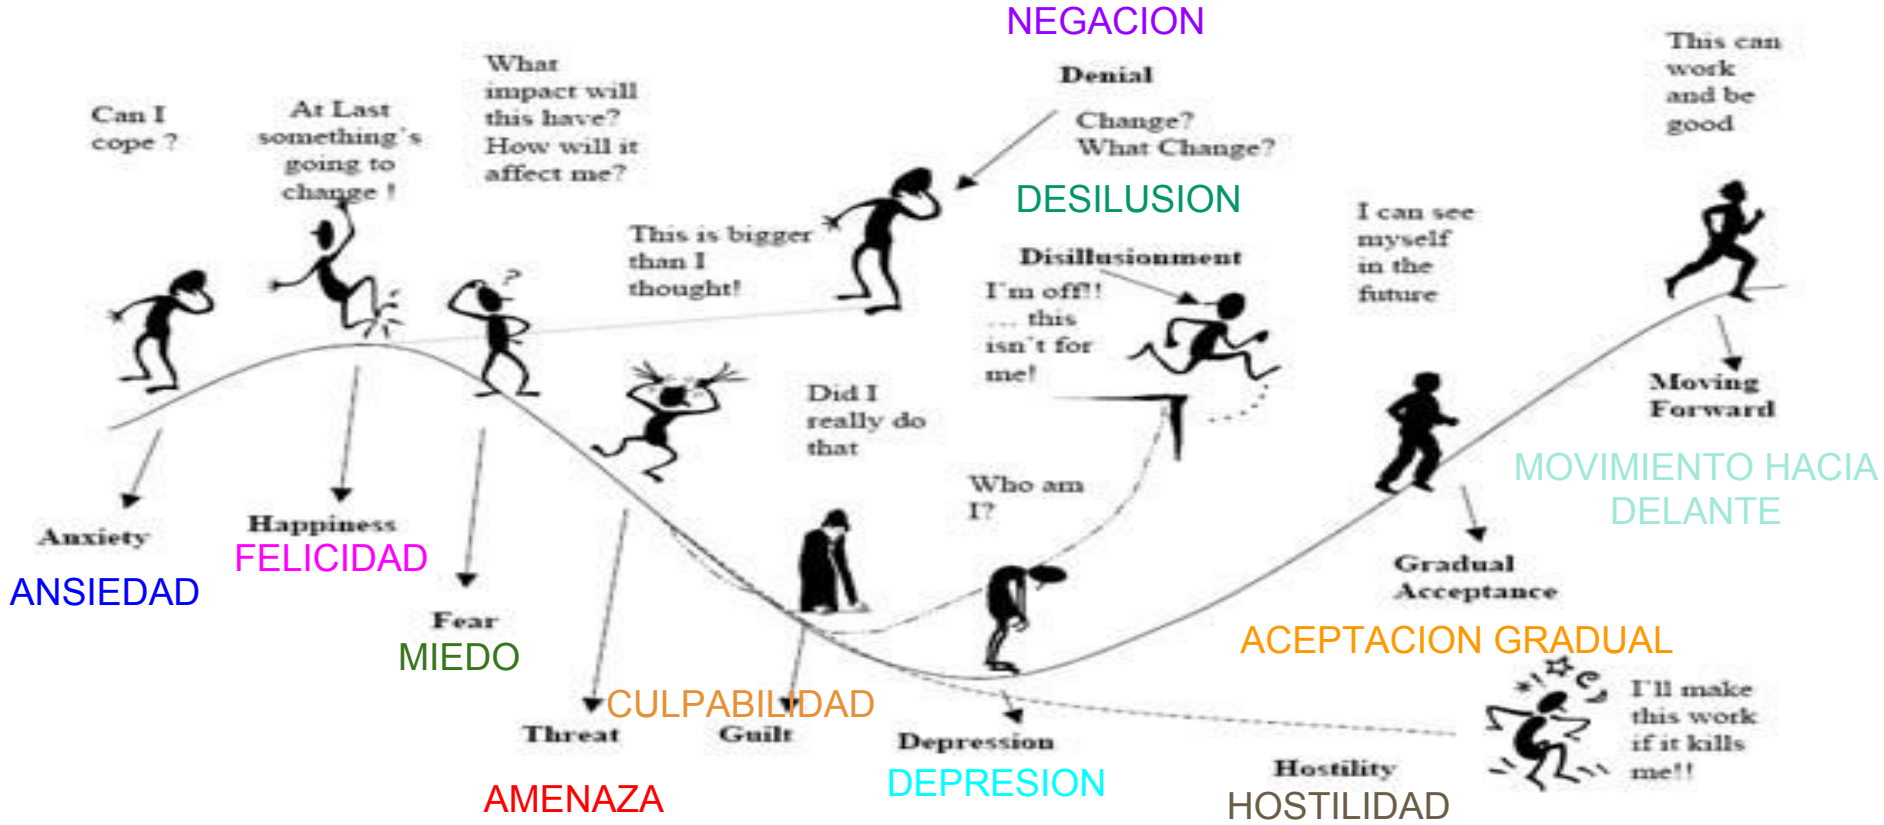 NEGACION
Denial
Change?
What Change?
Can I
cope ?
At Last
something's
going to
change !
What
impact will
this have?
How will it
affect me?
This is bigger
than I
thought!
DESILUSION
Disillusionment
I'm off!!
... this
isn't for
me!
I can see
myself
in the
future
This can
work
and be
good
?
Did I
really do
that
Who am
I?
Moving
Forward
MOVIMIENTO HACIA
DELANTE
Anxiety
ANSIEDAD
Happiness
FELICIDAD
Fear
MIEDO
Threat
AMENAZA
CULPABILIDAD
Guilt
Depression
DEPRESION
Gradual
Acceptance
ACEPTACION GRADUAL
I'll make
this work
if it kills
me!!
Hostility
HOSTILIDAD